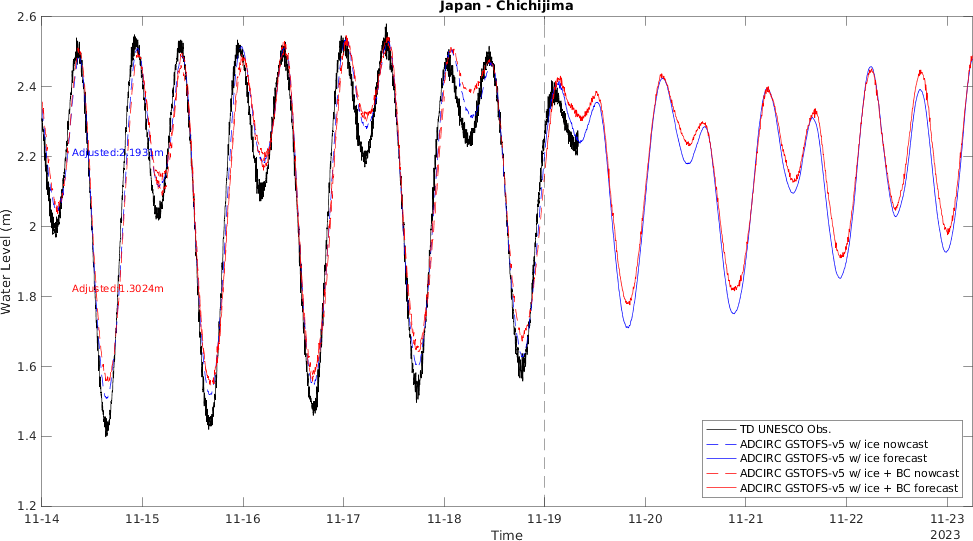 Japan - Chichijima
2.6
2.4
2.2
2
1.8
1.6
1.4
1.2
Water Level (m)
Adjusted:2.1931m
Adjusted:1.3024m
TD UNESCO Obs.
ADCIRC GSTOFS-v5 w/ ice nowcast
ADCIRC GSTOFS-v5 w/ ice forecast
ADCIRC GSTOFS-v5 w/ ice + BC nowcast
ADCIRC GSTOFS-v5 w/ ice + BC forecast
11-14 11-15 11-16 11-17 11-18 11-19 11-20 11-21 11-22 11-23
Time
2023